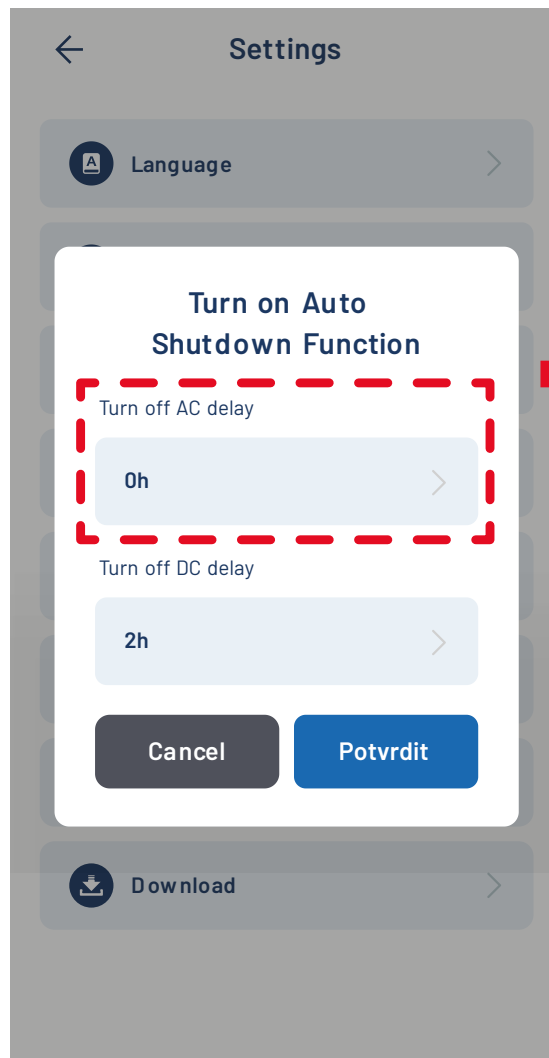 Settings
A
Language
Turn on Auto
Shutdown Function
Turn off AC delay
0h
Turn off DC delay
2h
Cancel
Potvrdit
Download